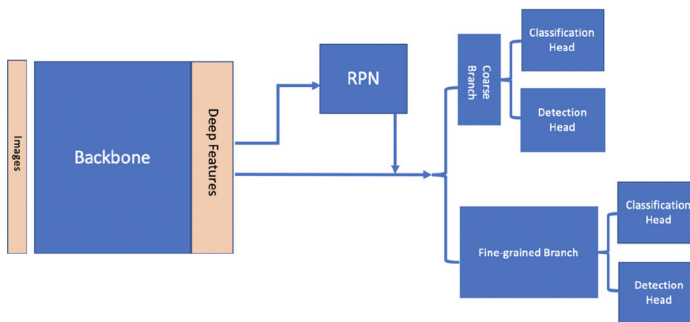 Images
Backbone
Deep Features
RPN
Coarse
Branch
Classification
Head
Detection
Head
Fine-grained Branch
Classification
Head
Detection
Head